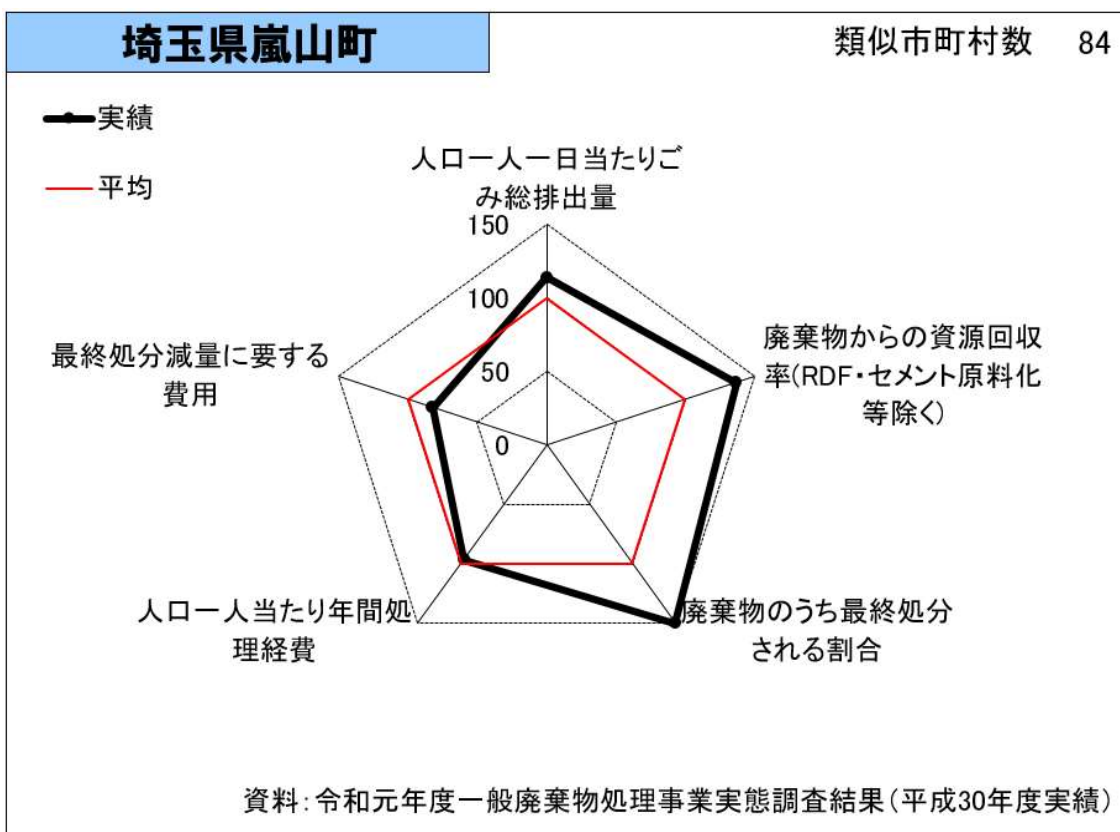 埼玉県嵐山町
類似市町村数 84
実績
平均
人口一人一日当たりご
み総排出量
150
100
50
0
廃棄物からの資源回収
率(RDF・セメント原料化
等除く)
廃棄物のうち最終処分
される割合
人口一人当たり年間処
理経費
最終処分減量に要する
費用
資料：令和元年度一般廃棄物処理事業実態調査結果（平成30年度実績）